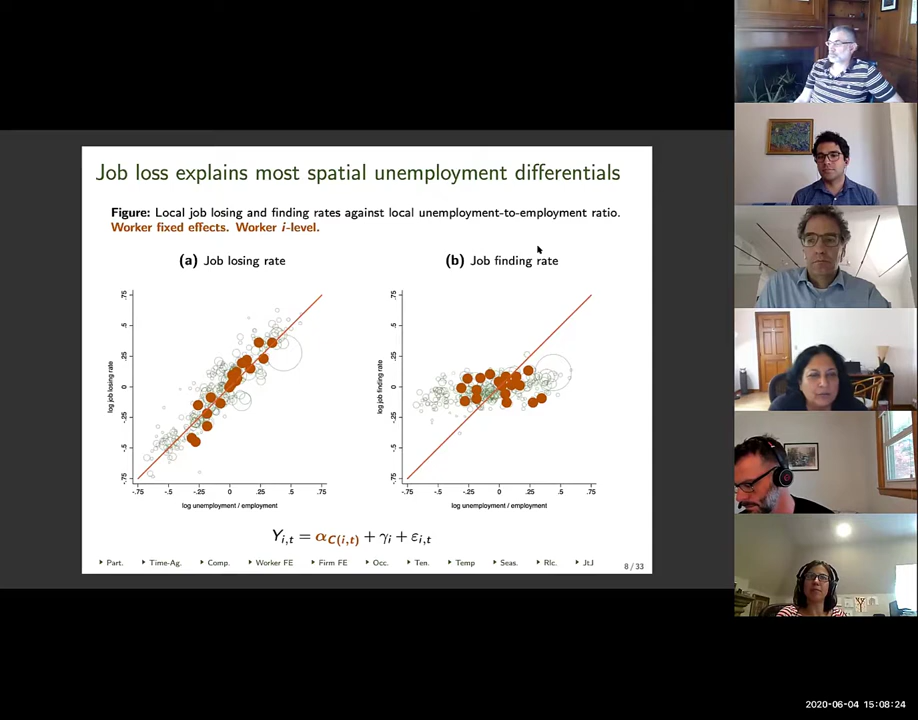 Job loss explains most spatial unemployment differentials
Figure: Local job losing and finding rates against local unemployment-to-employment ratio.
Worker fixed effects. Worker i-level.
(a) Job losing rate
(b) Job finding rate
.75
.5
.25
0
-.25
-.5
-.75
log job losing rate
-.75 -.5 -.25 0 .25 .5 .75
log unemployment / employment
.75
.5
.25
0
-.25
-.5
-.75
log job finding rate
-.75 -.5 -.25 0 .25 .5 .75
log unemployment / employment
Y_{i,t} = α_{C(i,t)} + γ_i + ε_{i,t}
Part. Time-Ag. Comp. Worker FE Firm FE Occ. Ten. Temp Seas. Rlc. JtJ
8 / 33
2020-06-04 15:08:24